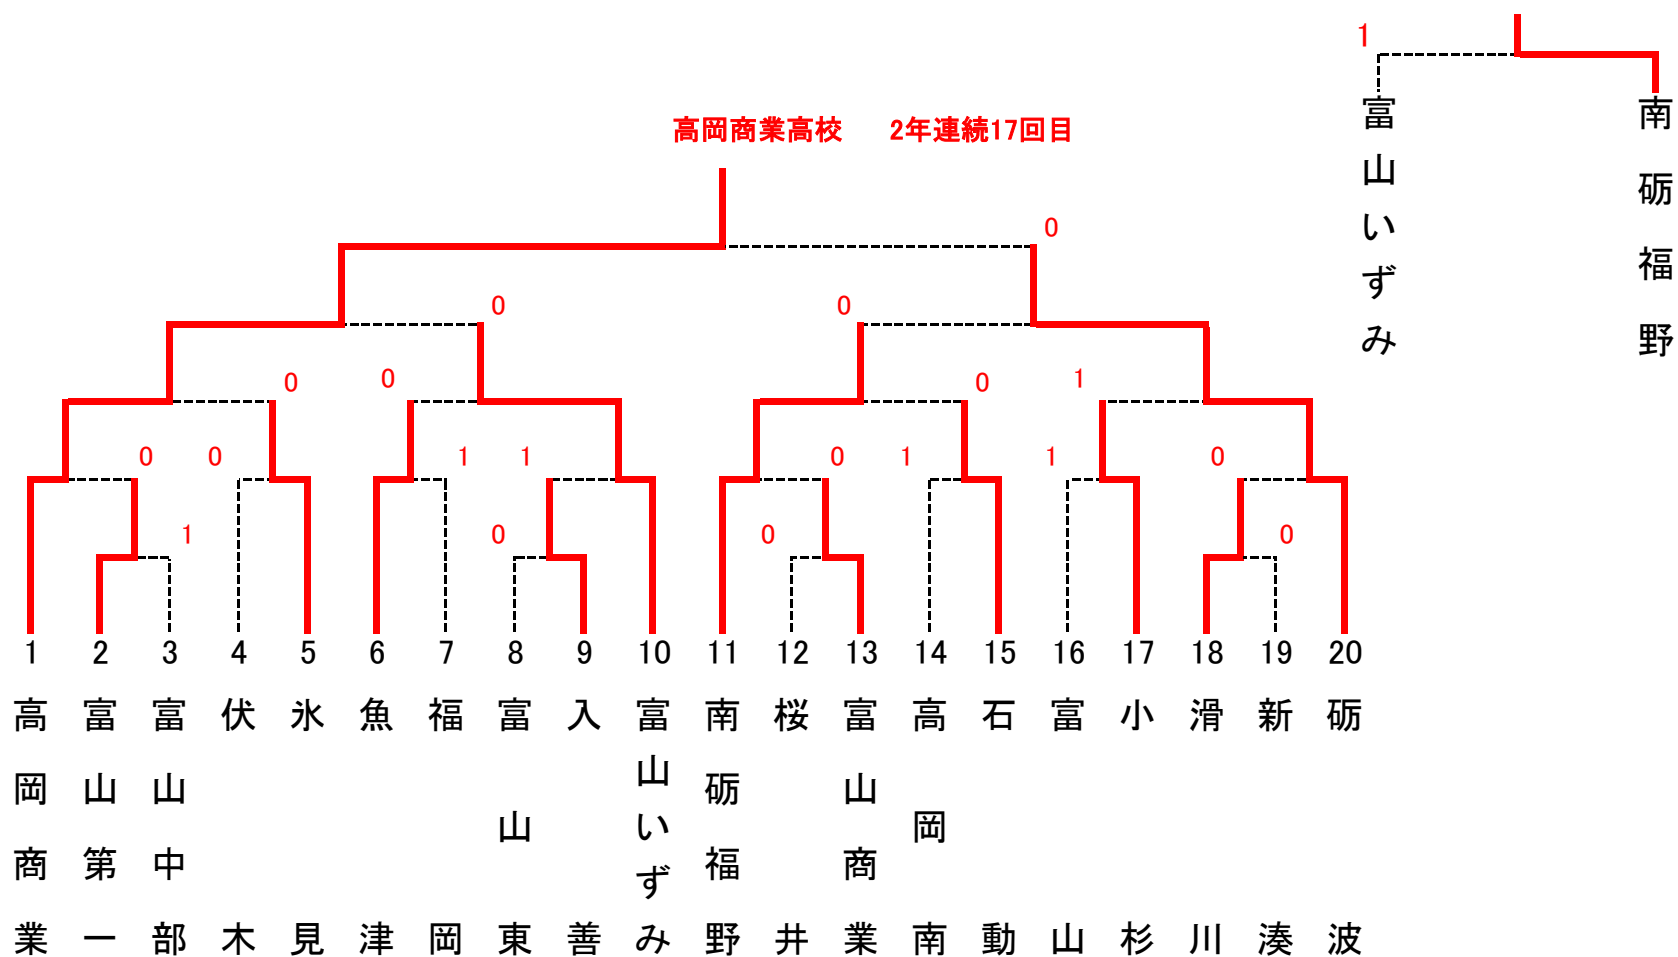 1
富山いずみ
南砺福野
高岡商業高校 2年連続17回目
0
0
0
0
0
0
1
0
0
1
1
0
1
1
0
1
0
0
0
1
2
3
4
5
6
7
8
9
10
11
12
13
14
15
16
17
18
19
20
高岡商業
富山第一
富山中部
伏木
氷見
魚津
福岡
富山東
入善
富山いずみ
南砺福野
桜井
富山商業
高岡南
石動
富山
小杉
滑川
新湊
砺波